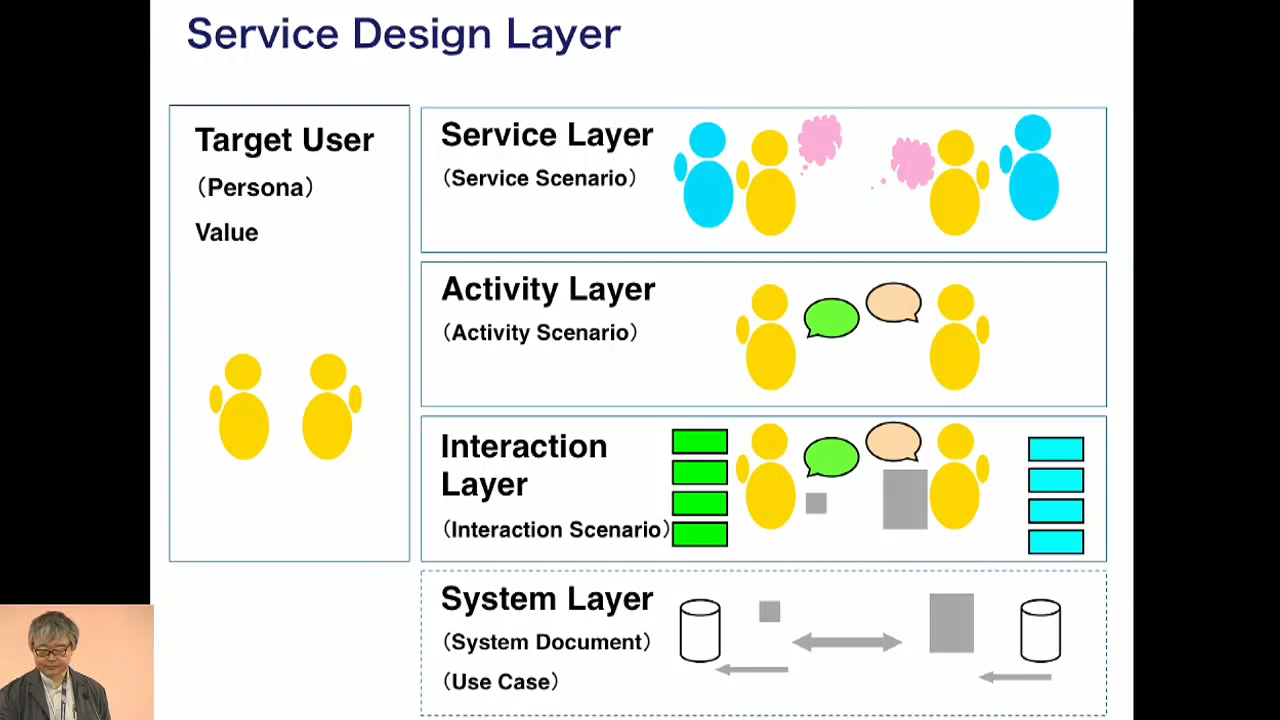 Service Design Layer
Target User
（Persona）
Value
Service Layer
（Service Scenario）
Activity Layer
（Activity Scenario）
Interaction
Layer
（Interaction Scenario）
System Layer
（System Document）
（Use Case）